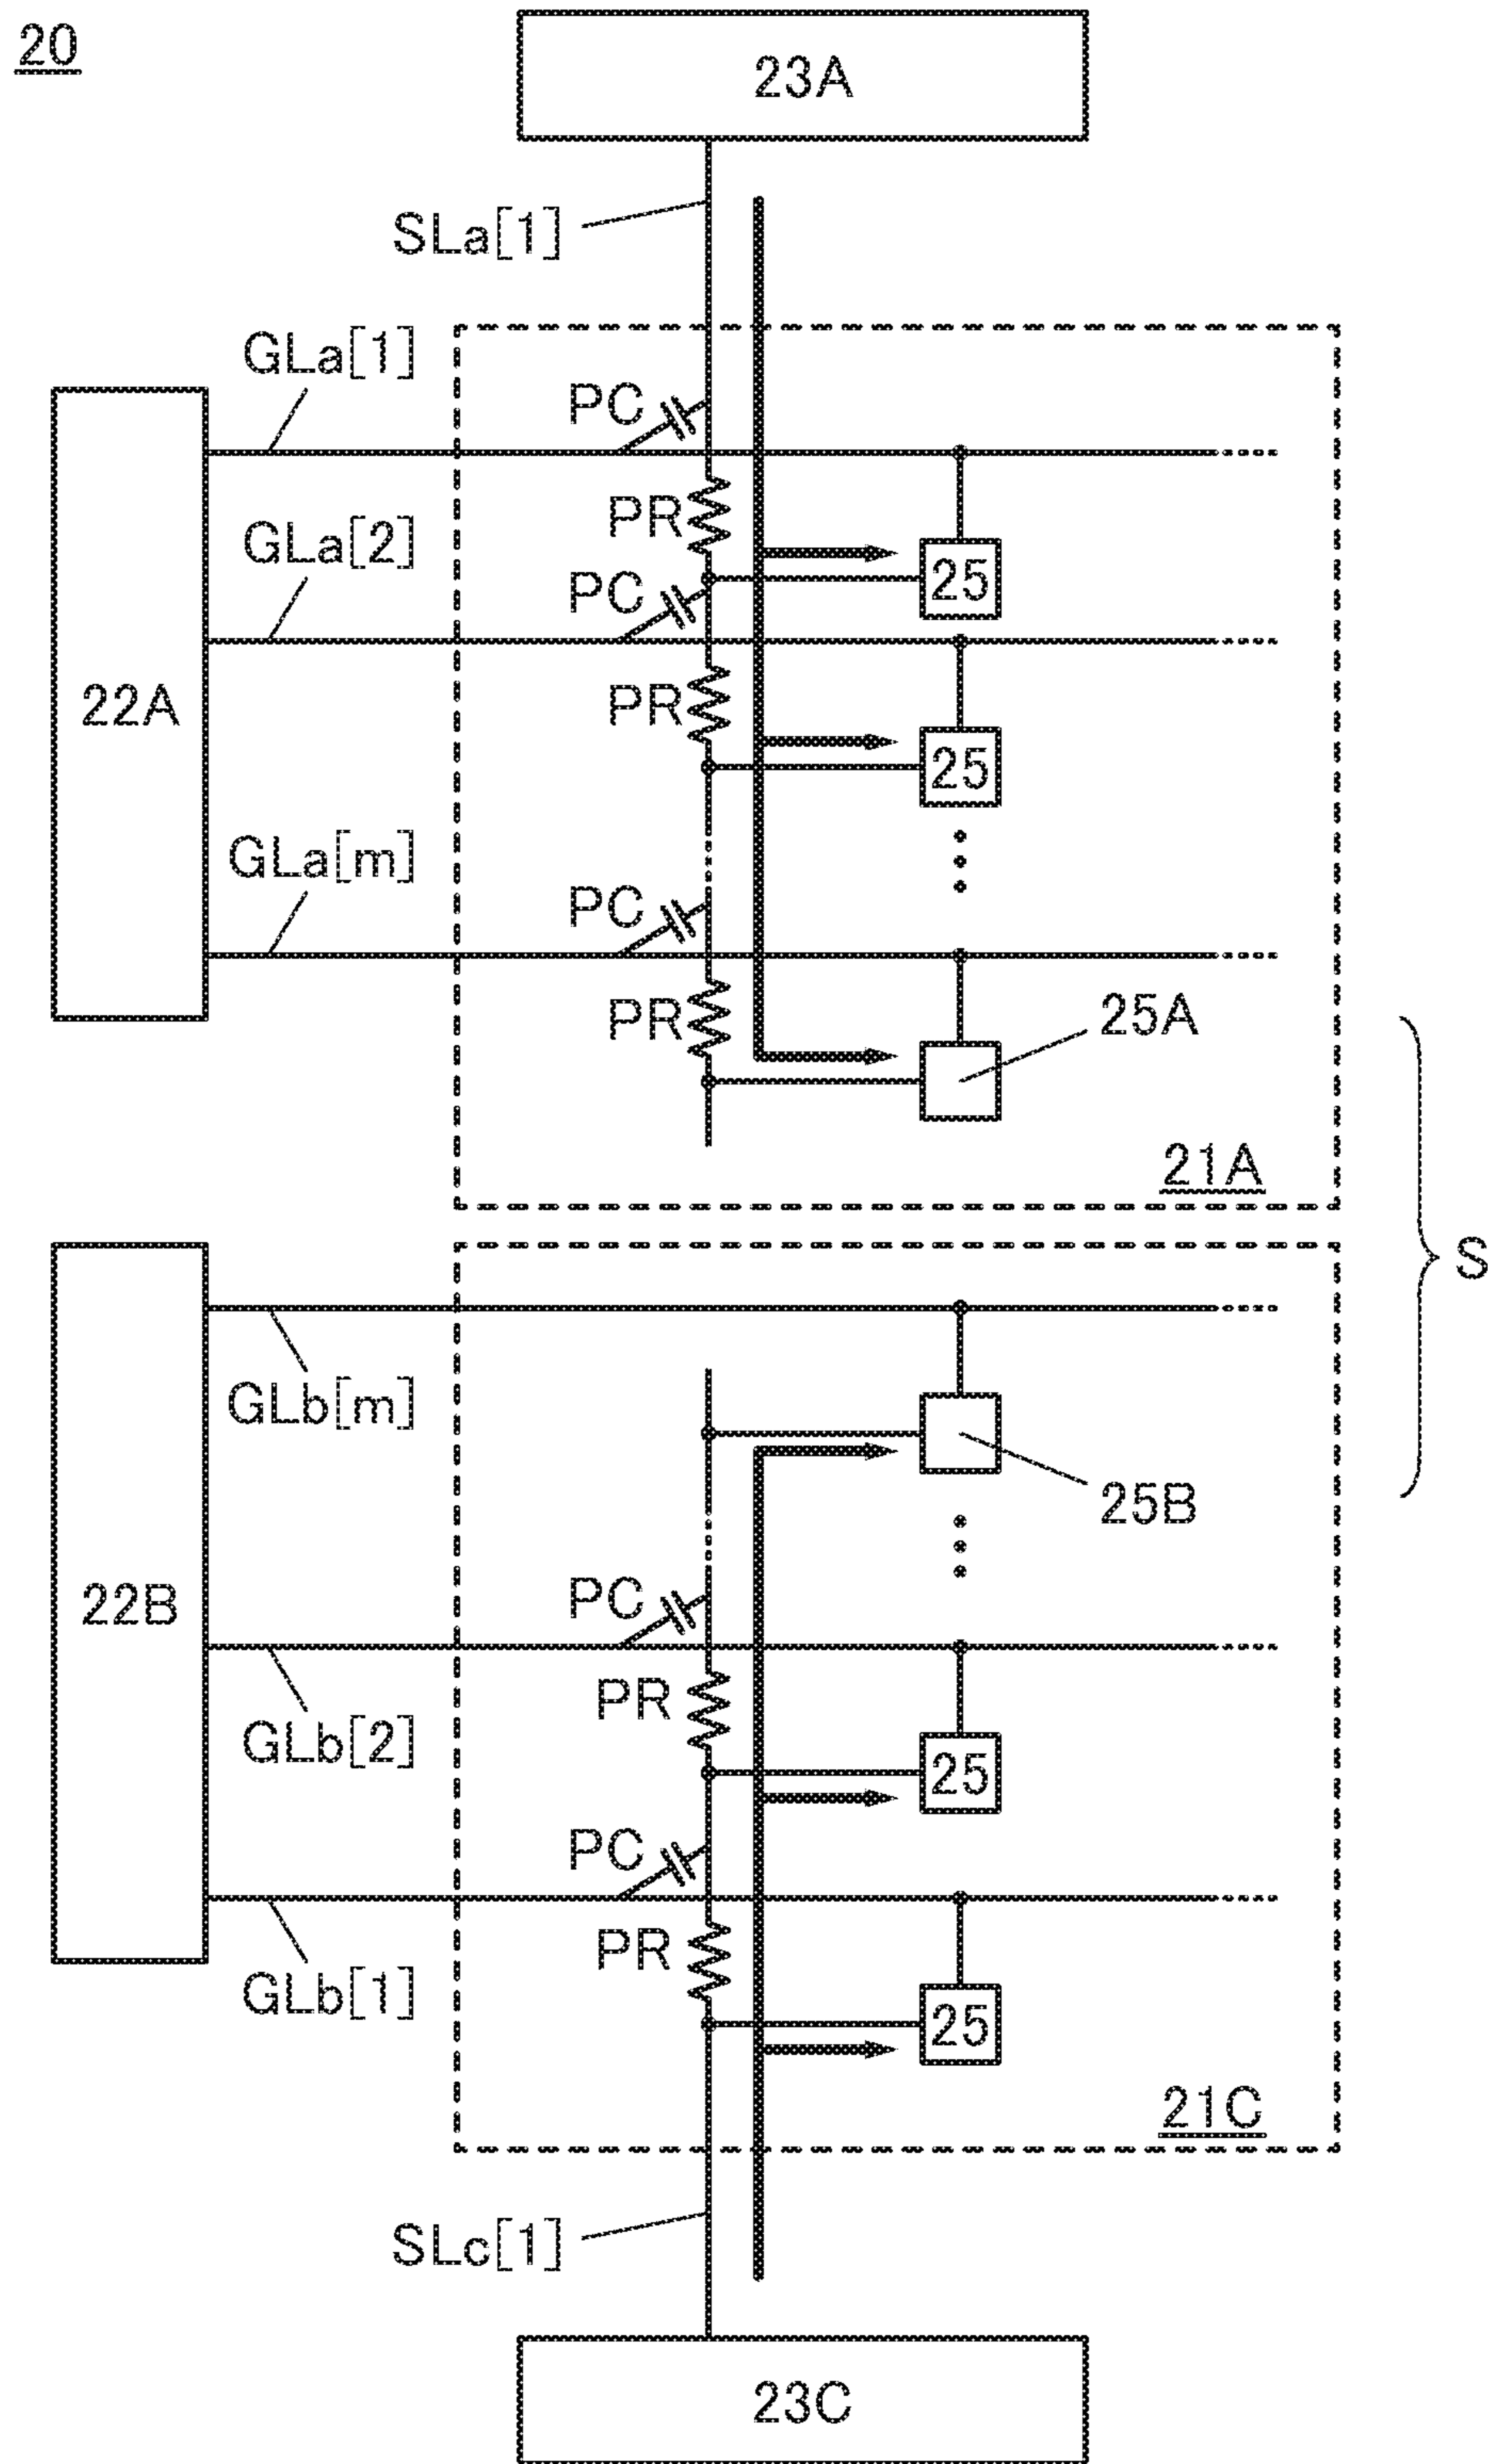 20
23A
SLa[1]
GLa[1]
PC
PR
GLa[2]
25
PC
22A
PR
25
GLa[m]
PC
PR
25A
21A
S
GLb[m]
25B
22B
PC
PR
GLb[2]
25
PC
PR
GLb[1]
25
21C
SLc[1]
23C